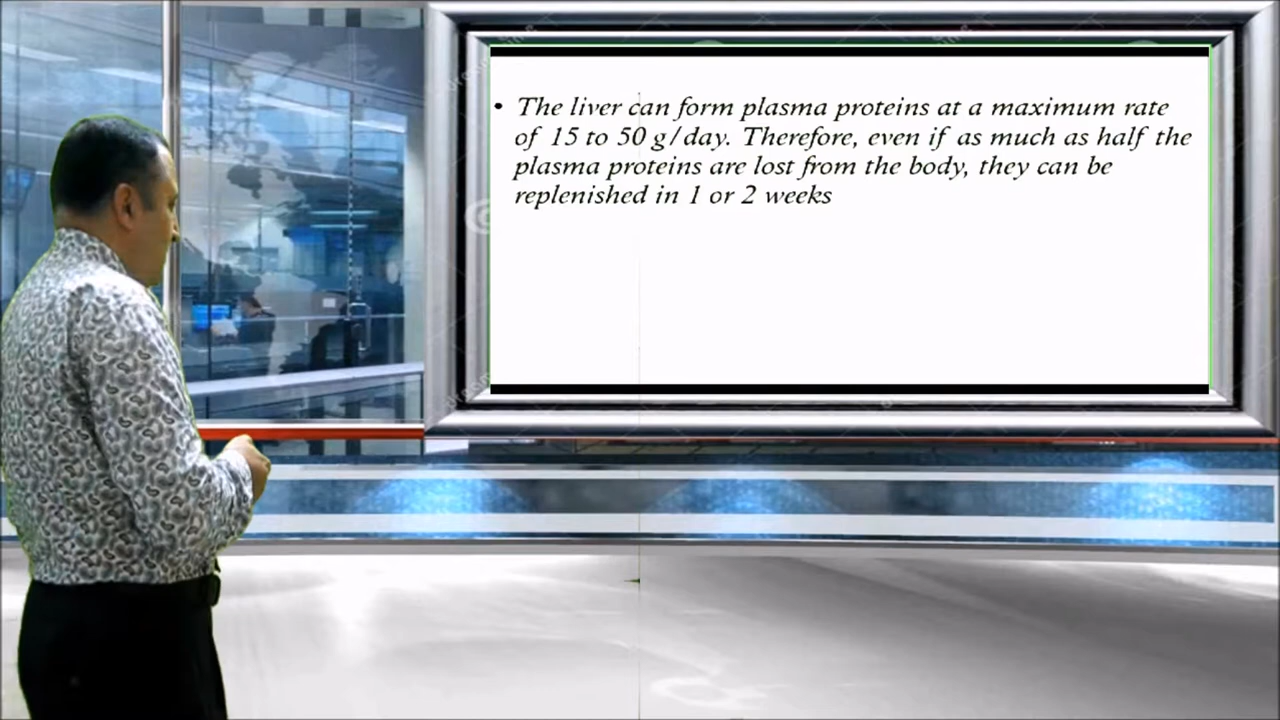 • The liver can form plasma proteins at a maximum rate
of 15 to 50 g/day. Therefore, even if as much as half the
plasma proteins are lost from the body, they can be
replenished in 1 or 2 weeks